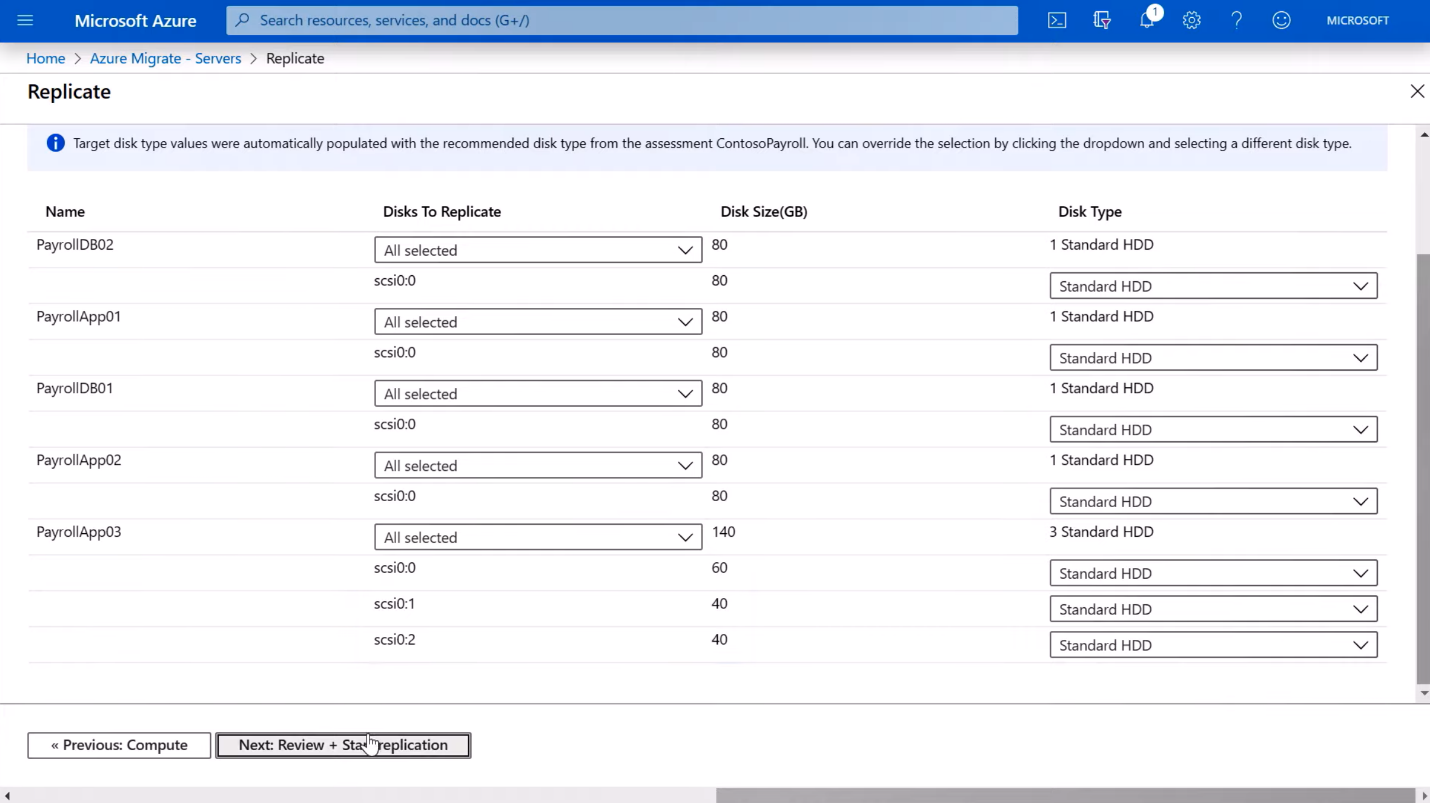 Microsoft Azure
Search resources, services, and docs (G+/)
1
MICROSOFT
Home > Azure Migrate - Servers > Replicate
Replicate
Target disk type values were automatically populated with the recommended disk type from the assessment ContosoPayroll. You can override the selection by clicking the dropdown and selecting a different disk type.
Name Disks To Replicate Disk Size(GB) Disk Type
PayrollDB02 All selected 80 1 Standard HDD
scsi0:0 80 Standard HDD
PayrollApp01 All selected 80 1 Standard HDD
scsi0:0 80 Standard HDD
PayrollDB01 All selected 80 1 Standard HDD
scsi0:0 80 Standard HDD
PayrollApp02 All selected 80 1 Standard HDD
scsi0:0 80 Standard HDD
PayrollApp03 All selected 140 3 Standard HDD
scsi0:0 60 Standard HDD
scsi0:1 40 Standard HDD
scsi0:2 40 Standard HDD
« Previous: Compute
Next: Review + Start replication